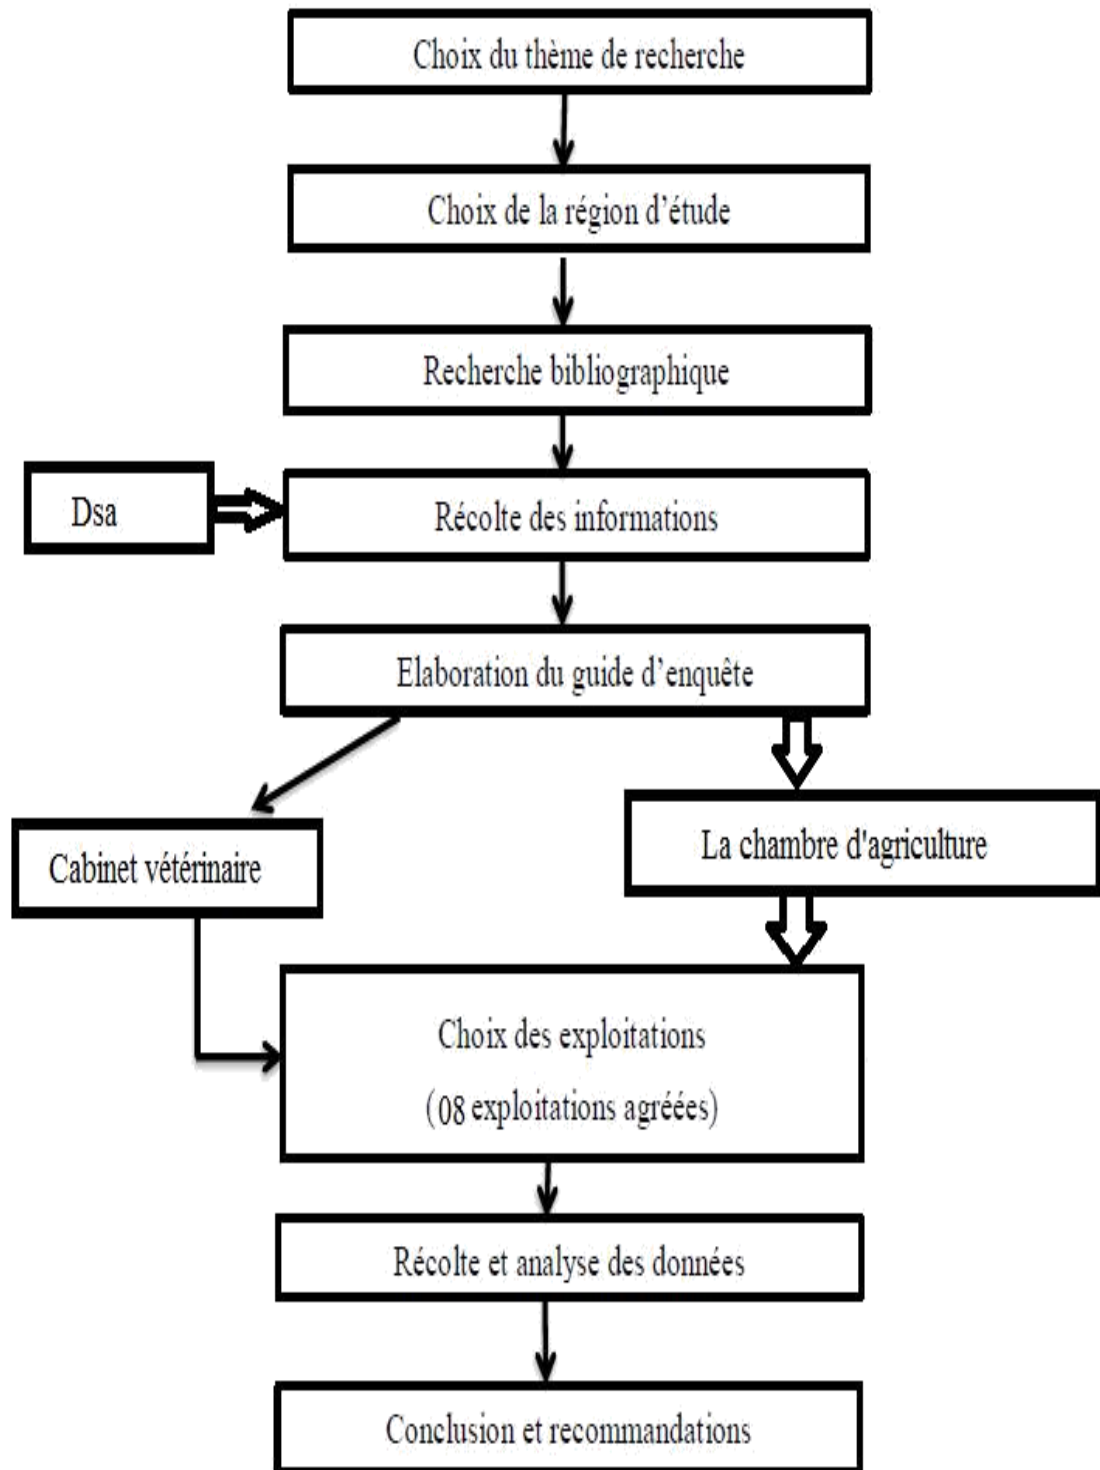 Choix du thème de recherche
Choix de la région d’étude
Recherche bibliographique
Dsa
Récolte des informations
Elaboration du guide d’enquête
Cabinet vétérinaire
La chambre d'agriculture
Choix des exploitations
(08 exploitations agréées)
Récolte et analyse des données
Conclusion et recommandations